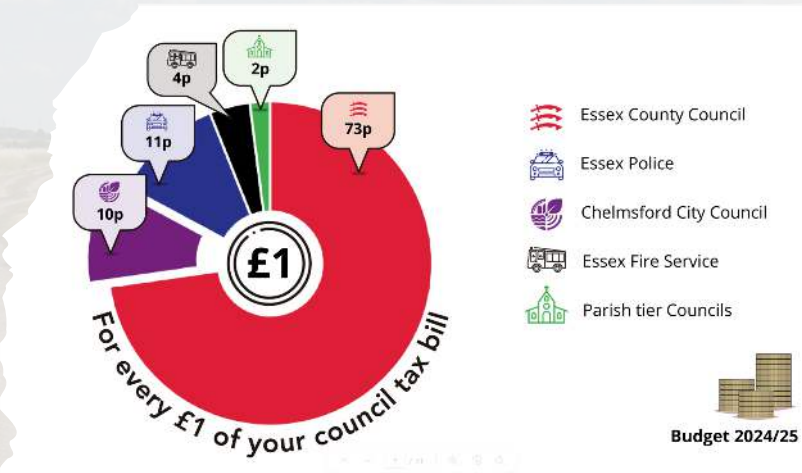 4p
2p
11p
73p
10p
£1
For every £1 of your council tax bill
Essex County Council
Essex Police
Chelmsford City Council
Essex Fire Service
Parish tier Councils
Budget 2024/25